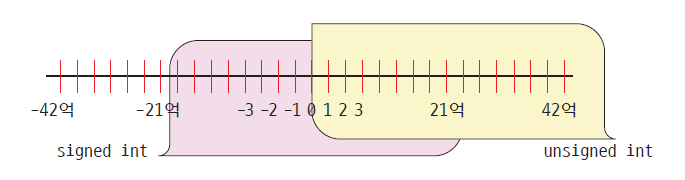 -42억 -21억 -3 -2 -1 0 1 2 3 21억 42억
signed int unsigned int